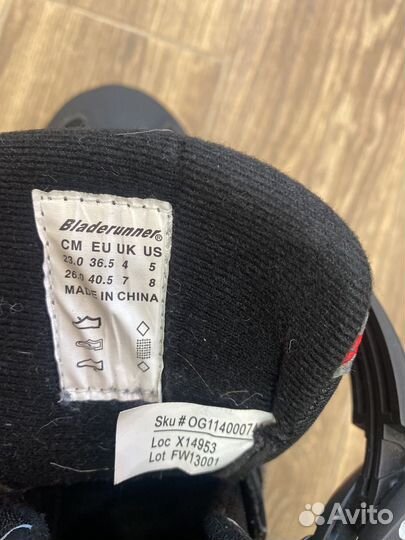 Bladerunner®
CM EU UK US
23.0 36.5 4 5
26.0 40.5 7 8
MADE IN CHINA
Sku # OG1140007
Loc X14953
Lot FW13001
Avito